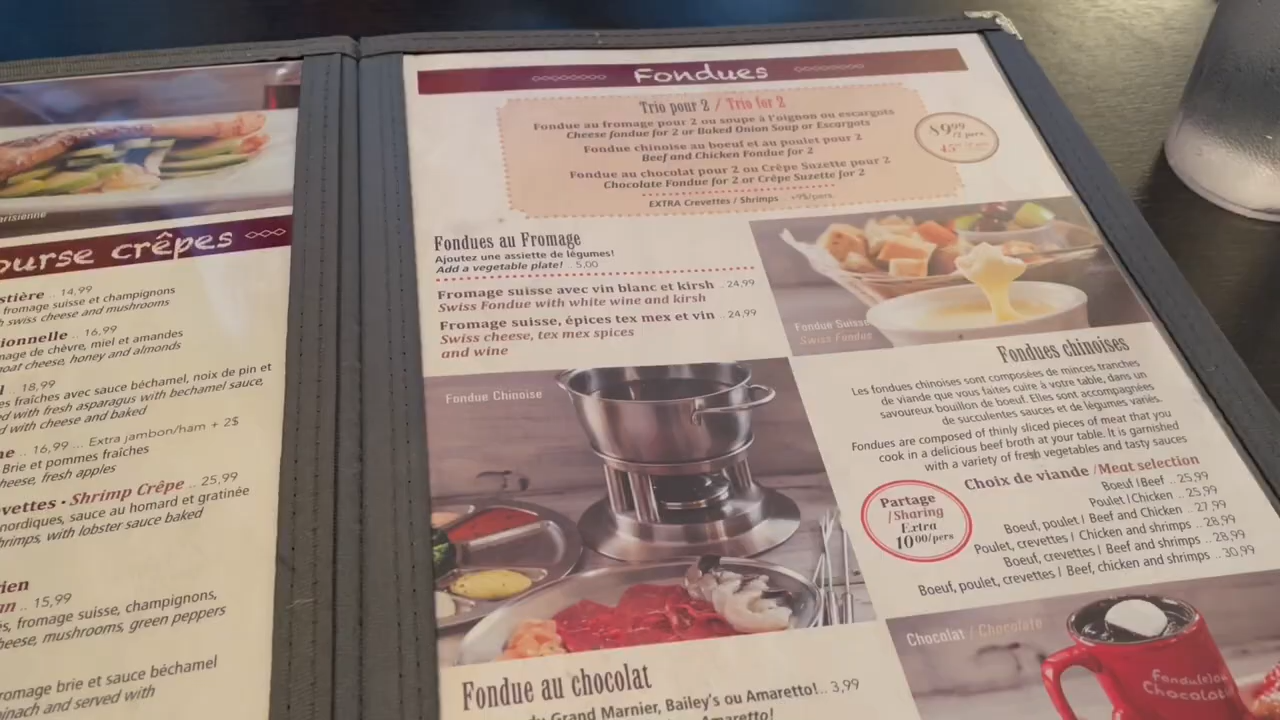 arisienne
ourse crêpes
stière .. 14,99
fromage suisse et champignons
h swiss cheese and mushrooms
ionnelle .. 16,99
mage de chèvre, miel et amandes
oat cheese, honey and almonds
18,99
es fraîches avec sauce béchamel, noix de pin et
ed with fresh asparagus with bechamel sauce,
d with cheese and baked
ne .. 16,99 ... Extra jambon/ham + 2$
Brie et pommes fraîches
heese, fresh apples
vettes • Shrimp Crêpe .. 25,99
nordiques, sauce au homard et gratinée
hrimps, with lobster sauce baked
ien
an .. 15,99
s, fromage suisse, champignons,
heese, mushrooms, green peppers
romage brie et sauce béchamel
pinach and served with
Fondues
Trio pour 2 / Trio for 2
Fondue au fromage pour 2 ou soupe à l'oignon ou escargots
Cheese fondue for 2 or Baked Onion Soup or Escargots
Fondue chinoise au boeuf et au poulet pour 2
Beef and Chicken Fondue for 2
Fondue au chocolat pour 2 ou Crêpe Suzette pour 2
Chocolate Fondue for 2 or Crêpe Suzette for 2
EXTRA Crevettes / Shrimps .. +9$/pers.
8999
/2 pers.
Fondues au Fromage
Ajoutez une assiette de légumes!
Add a vegetable plate! . 5,00
Fromage suisse avec vin blanc et kirsh .. 24,99
Swiss Fondue with white wine and kirsh
Fromage suisse, épices tex mex et vin .. 24,99
Swiss cheese, tex mex spices
and wine
Fondue Suisse
Swiss Fondue
Fondue Chinoise
Fondues chinoises
Les fondues chinoises sont composées de minces tranches
de viande que vous faites cuire à votre table, dans un
savoureux bouillon de boeuf. Elles sont accompagnées
de succulentes sauces et de légumes variés.
Fondues are composed of thinly sliced pieces of meat that you
cook in a delicious beef broth at your table. It is garnished
with a variety of fresh vegetables and tasty sauces
Choix de viande /Meat selection
Boeuf /Beef .. 25,99
Poulet / Chicken .. 25,99
Boeuf, poulet / Beef and Chicken .. 27,99
Poulet, crevettes / Chicken and shrimps .. 28,99
Boeuf, crevettes / Beef and shrimps .. 28,99
Boeuf, poulet, crevettes / Beef, chicken and shrimps .. 30,99
Partage
/Sharing
Extra
10 00/pers
Chocolat / Chocolate
Fondu(e)ou
Chocolat
Fondue au chocolat
du Grand Marnier, Bailey's ou Amaretto!.. 3,99
Amaretto!